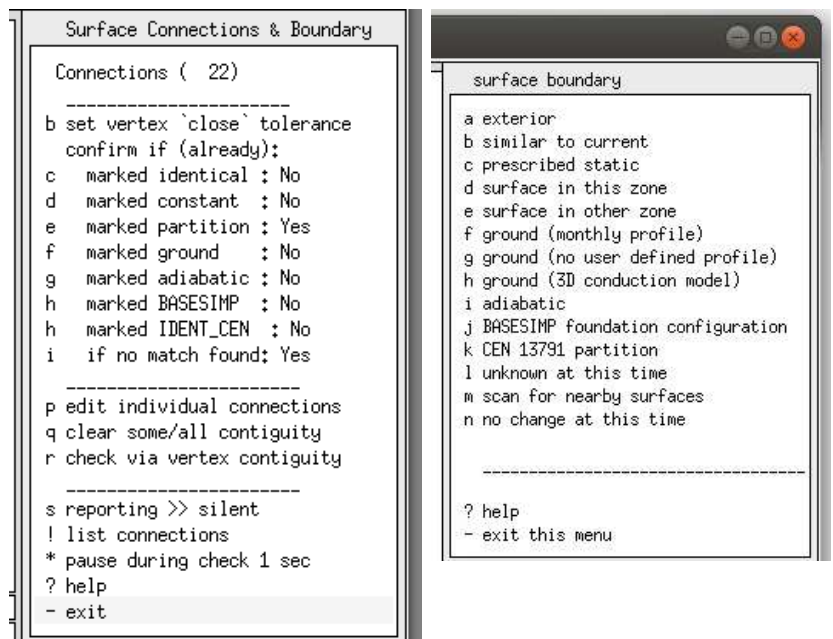 Surface Connections & Boundary
Connections (  22)
b set vertex `close` tolerance
confirm if (already):
c   marked identical : No
d   marked constant  : No
e   marked partition : Yes
f   marked ground    : No
g   marked adiabatic : No
h   marked BASESIMP  : No
h   marked IDENT_CEN  : No
i   if no match found: Yes
p edit individual connections
q clear some/all contiguity
r check via vertex contiguity
s reporting >> silent
! list connections
* pause during check 1 sec
? help
- exit
surface boundary
a exterior
b similar to current
c prescribed static
d surface in this zone
e surface in other zone
f ground (monthly profile)
g ground (no user defined profile)
h ground (3D conduction model)
i adiabatic
j BASESIMP foundation configuration
k CEN 13791 partition
l unknown at this time
m scan for nearby surfaces
n no change at this time
? help
- exit this menu